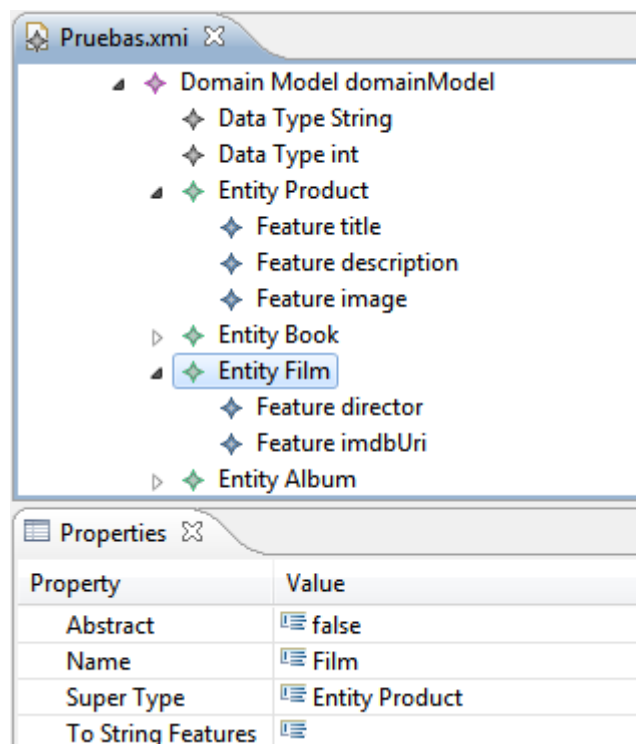 Pruebas.xmi
Domain Model domainModel
Data Type String
Data Type int
Entity Product
Feature title
Feature description
Feature image
Entity Book
Entity Film
Feature director
Feature imdbUri
Entity Album
Properties
Property Value
Abstract false
Name Film
Super Type Entity Product
To String Features